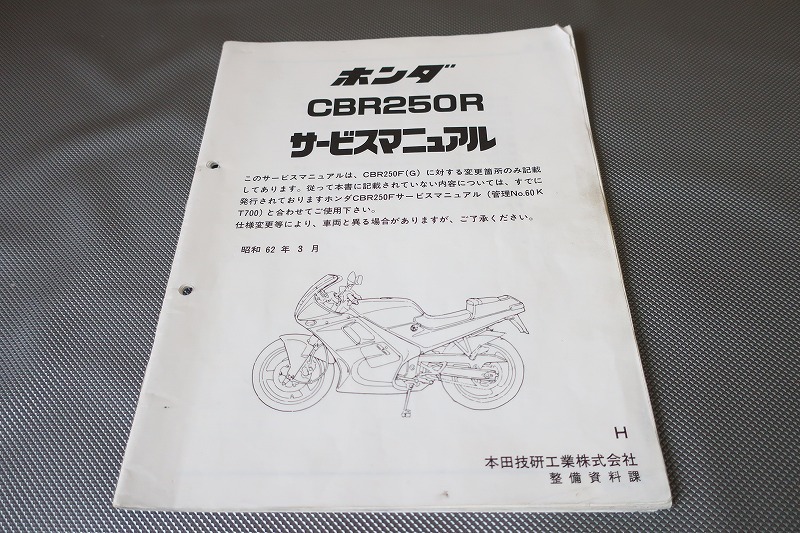 ホンダ
CBR250R
サービスマニュアル
このサービスマニュアルは、CBR250F(G)に対する変更箇所のみ記載
してあります。従って本書に記載されていない内容については、すでに
発行されておりますホンダCBR250Fサービスマニュアル(管理No.60K
T700)と合わせてご使用下さい。
仕様変更等により、車両と異る場合がありますが、ご了承ください。
昭和 62 年 3 月
H
本田技研工業株式会社
整備資料課